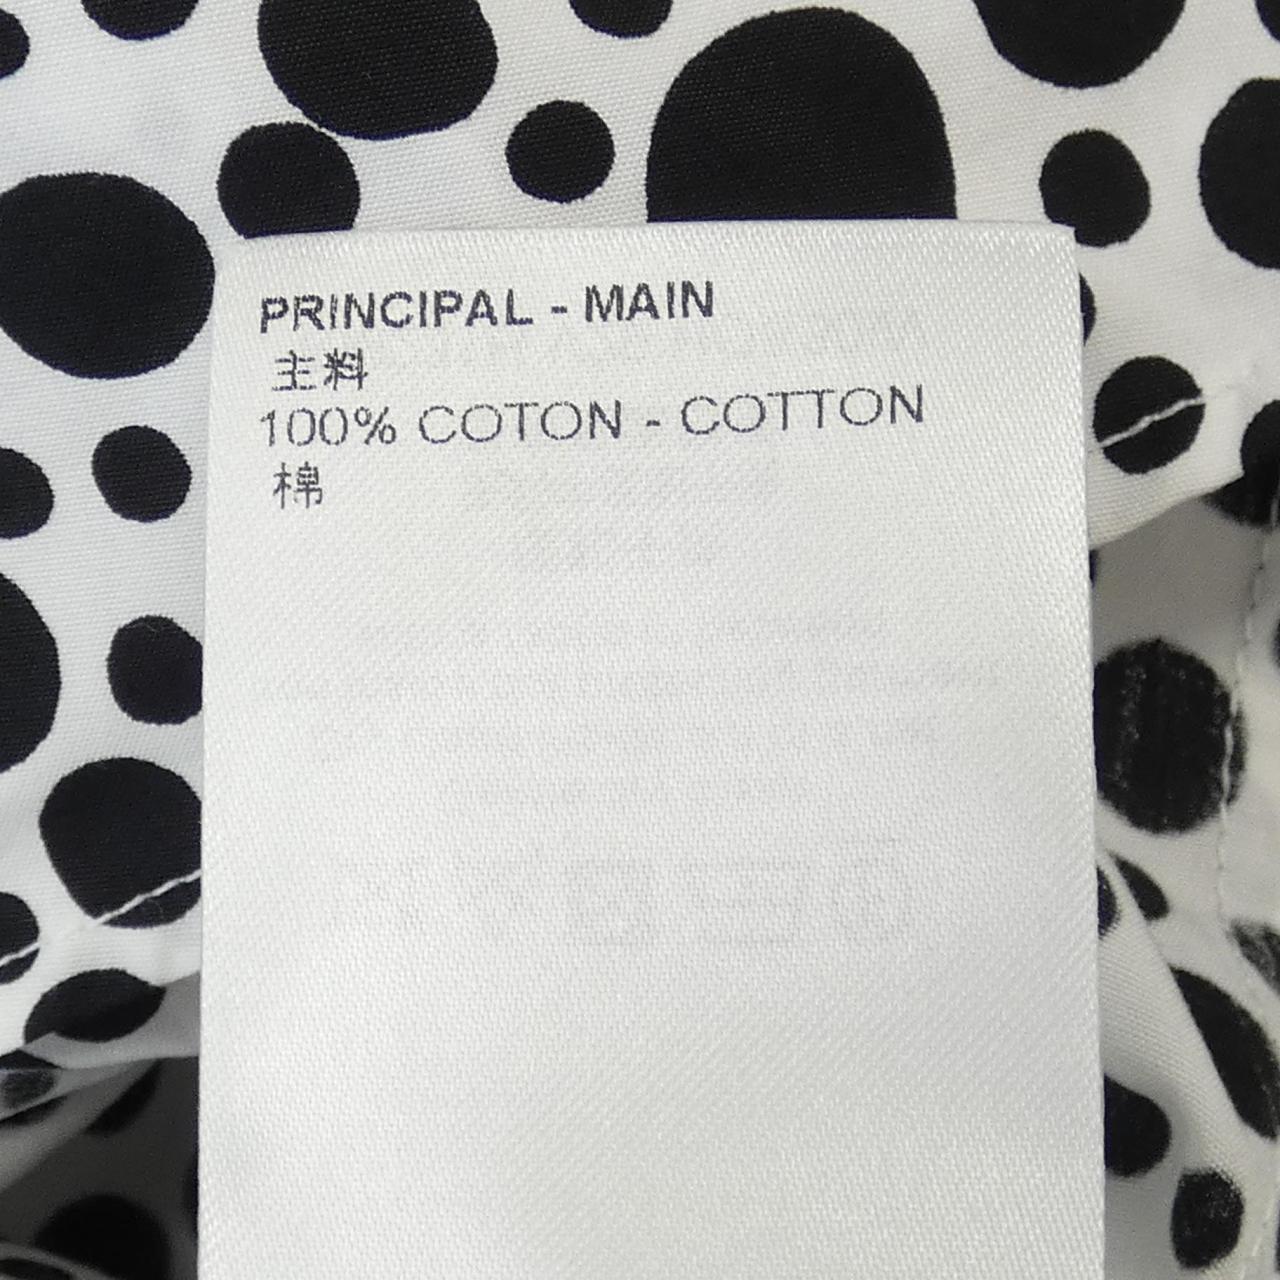 PRINCIPAL - MAIN
主料
100% COTON - COTTON
棉